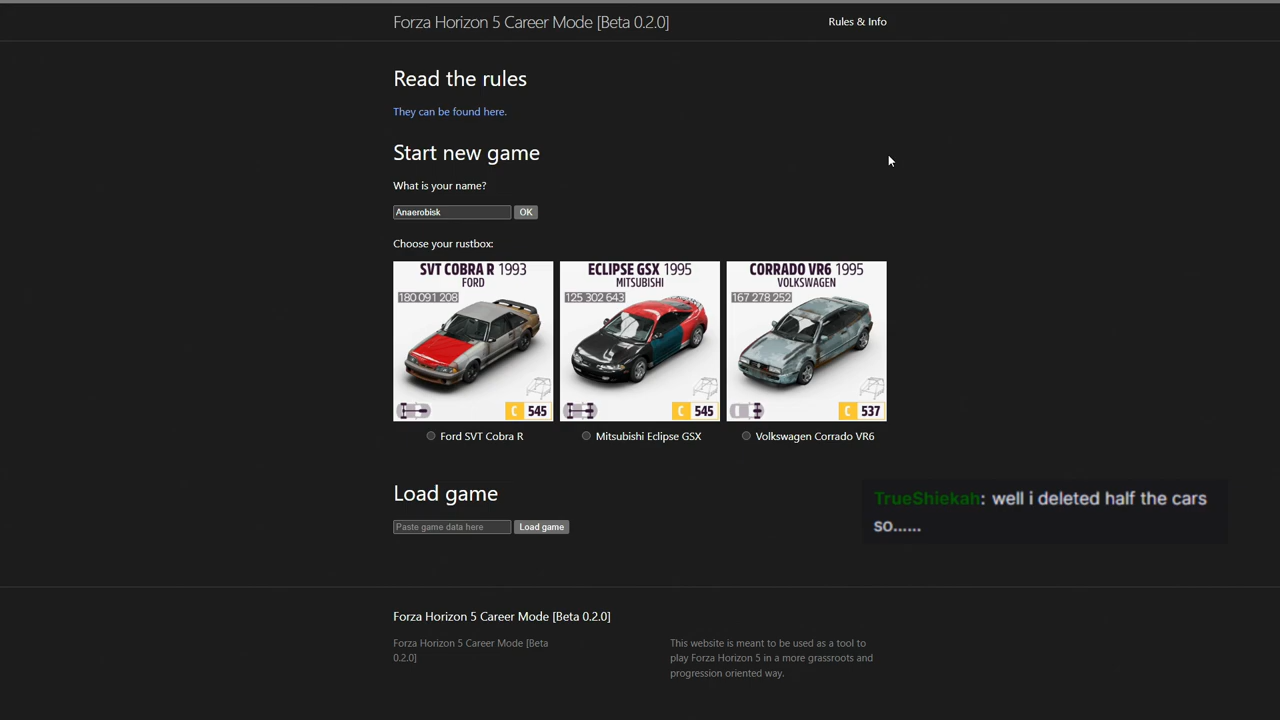 Forza Horizon 5 Career Mode [Beta 0.2.0]
Rules & Info
Read the rules
They can be found here.
Start new game
What is your name?
Anaerobisk
OK
Choose your rustbox:
SVT COBRA R 1993
FORD
180 091 208
C 545
ECLIPSE GSX 1995
MITSUBISHI
125 302 643
C 545
CORRADO VR6 1995
VOLKSWAGEN
167 278 252
C 537
Ford SVT Cobra R
Mitsubishi Eclipse GSX
Volkswagen Corrado VR6
Load game
Paste game data here
Load game
TrueShiekah: well i deleted half the cars
so......
Forza Horizon 5 Career Mode [Beta 0.2.0]
Forza Horizon 5 Career Mode [Beta
0.2.0]
This website is meant to be used as a tool to
play Forza Horizon 5 in a more grassroots and
progression oriented way.